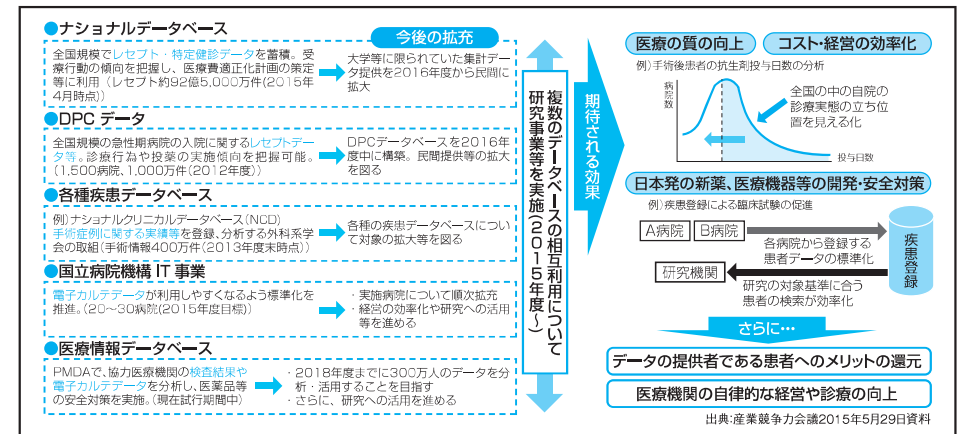 ●ナショナルデータベース
今後の拡充
全国規模でレセプト・特定健診データを蓄積。受
療行動の傾向を把握し、医療費適正化計画の策定
等に利用（レセプト約92億5,000万件(2015年
4月時点)）
大学等に限られていた集計デー
タ提供を2016年度から民間に
拡大
●DPC データ
全国規模の急性期病院の入院に関するレセプトデ
ータ等。診療行為や投薬の実施傾向を把握可能。
(1,500病院、1,000万件(2012年度))
DPCデータベースを2016年
度中に構築。民間提供等の拡大
を図る
●各種疾患データベース
例）ナショナルクリニカルデータベース(NCD)
手術症例に関する実績等を登録、分析する外科系学
会の取組(手術情報400万件(2013年度末時点))
各種の疾患データベースについ
て対象の拡大等を図る
●国立病院機構 IT 事業
電子カルテデータが利用しやすくなるよう標準化を
推進。(20〜30病院(2015年度目標))
・実施病院について順次拡充
・経営の効率化や研究への活用
等を進める
●医療情報データベース
PMDAで、協力医療機関の検査結果や
電子カルテデータを分析し、医薬品等
の安全対策を実施。(現在試行期間中)
・2018年度までに300万人のデータを分
析・活用することを目指す
・さらに、研究への活用を進める
複数のデータベースの相互利用について
研究事業等を実施(2015年度〜)
期待される効果
医療の質の向上
コスト・経営の効率化
例）手術後患者の抗生剤投与日数の分析
病院数
全国の中の自院の
診療実態の立ち位
置を見える化
投与日数
日本発の新薬、医療機器等の開発・安全対策
例）疾患登録による臨床試験の促進
A病院
B病院
各病院から登録する
患者データの標準化
研究機関
研究の対象基準に合う
患者の検索が効率化
疾患登録
さらに…
データの提供者である患者へのメリットの還元
医療機関の自律的な経営や診療の向上
出典:産業競争力会議2015年5月29日資料